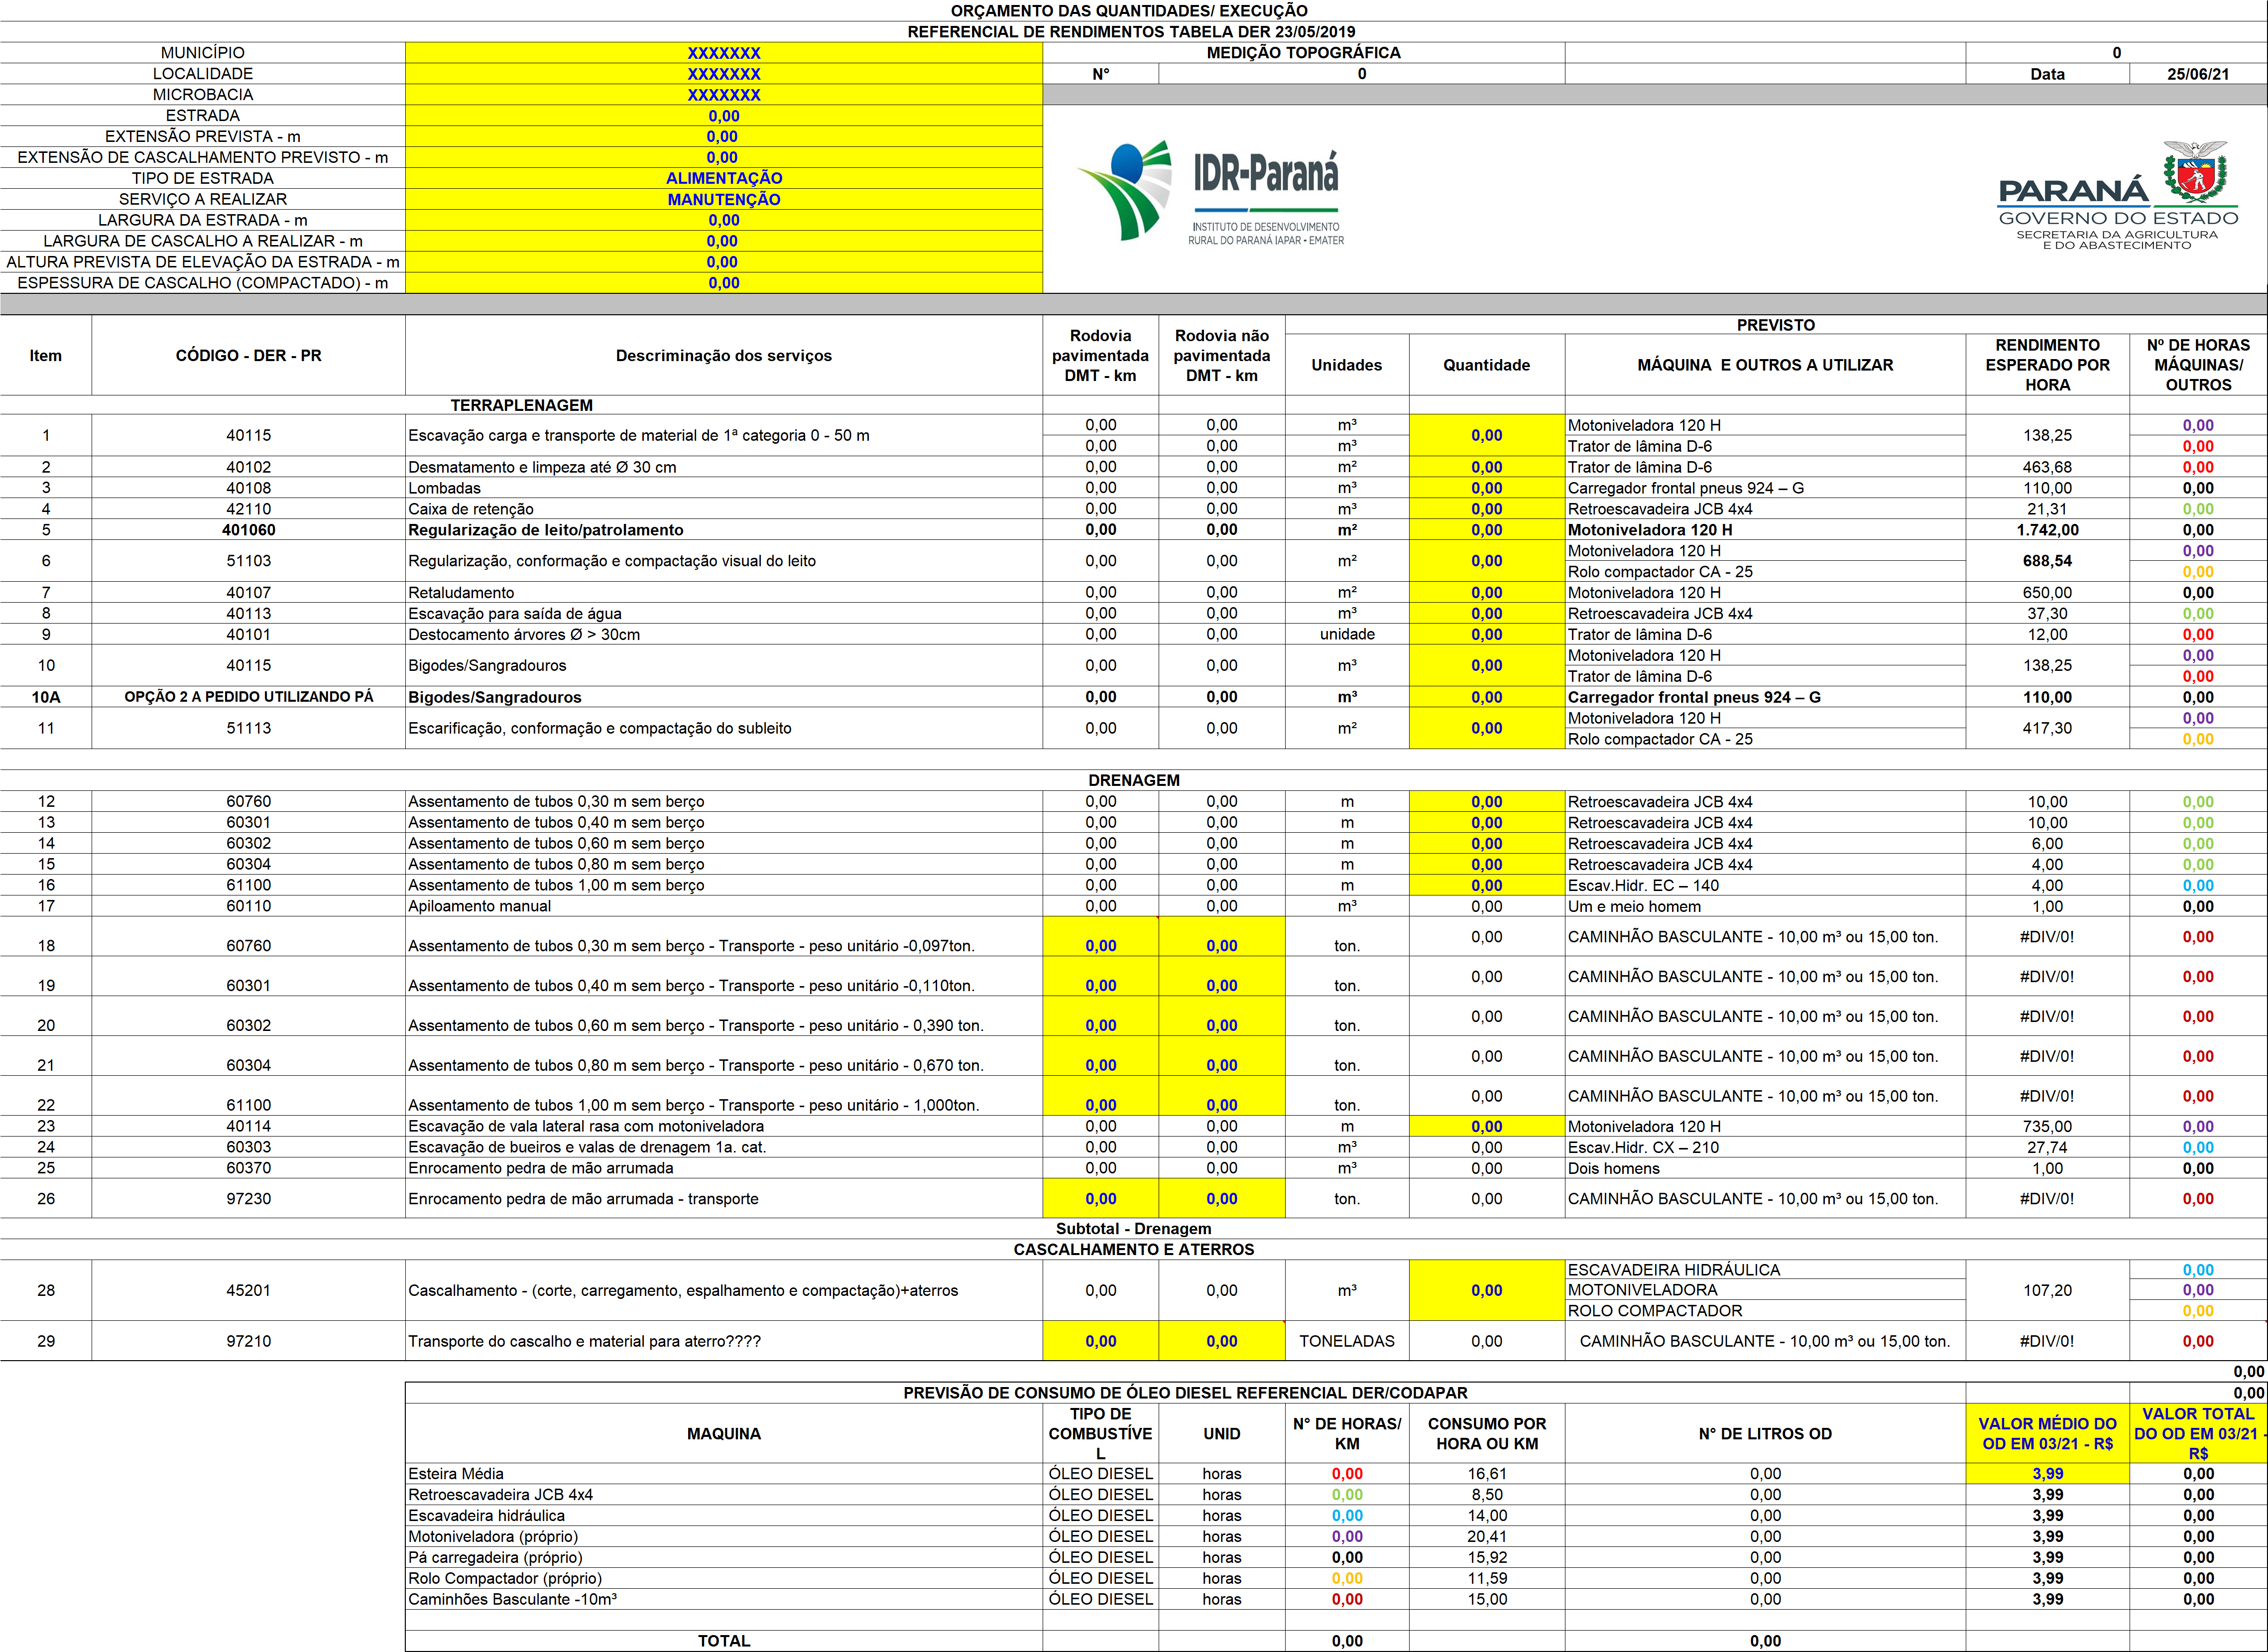 ORÇAMENTO DAS QUANTIDADES/ EXECUÇÃO
REFERENCIAL DE RENDIMENTOS TABELA DER 23/05/2019
MUNICÍPIO XXXXXXX MEDIÇÃO TOPOGRÁFICA 0
LOCALIDADE XXXXXXX N° 0 Data 25/06/21
MICROBACIA XXXXXXX
ESTRADA 0,00
EXTENSÃO PREVISTA - m 0,00
EXTENSÃO DE CASCALHAMENTO PREVISTO - m 0,00
TIPO DE ESTRADA ALIMENTAÇÃO
SERVIÇO A REALIZAR MANUTENÇÃO
LARGURA DA ESTRADA - m 0,00
LARGURA DE CASCALHO A REALIZAR - m 0,00
ALTURA PREVISTA DE ELEVAÇÃO DA ESTRADA - m 0,00
ESPESSURA DE CASCALHO (COMPACTADO) - m 0,00
IDR-Paraná
INSTITUTO DE DESENVOLVIMENTO
RURAL DO PARANÁ IAPAR • EMATER
PARANÁ
GOVERNO DO ESTADO
SECRETARIA DA AGRICULTURA
E DO ABASTECIMENTO
Item CÓDIGO - DER - PR Descriminação dos serviços Rodovia pavimentada DMT - km Rodovia não pavimentada DMT - km PREVISTO
Unidades Quantidade MÁQUINA E OUTROS A UTILIZAR RENDIMENTO ESPERADO POR HORA Nº DE HORAS MÁQUINAS/ OUTROS
TERRAPLENAGEM
1 40115 Escavação carga e transporte de material de 1ª categoria 0 - 50 m 0,00 0,00 m³ 0,00 Motoniveladora 120 H 138,25 0,00
0,00 0,00 m³ Trator de lâmina D-6 0,00
2 40102 Desmatamento e limpeza até Ø 30 cm 0,00 0,00 m² 0,00 Trator de lâmina D-6 463,68 0,00
3 40108 Lombadas 0,00 0,00 m³ 0,00 Carregador frontal pneus 924 – G 110,00 0,00
4 42110 Caixa de retenção 0,00 0,00 m³ 0,00 Retroescavadeira JCB 4x4 21,31 0,00
5 401060 Regularização de leito/patrolamento 0,00 0,00 m² 0,00 Motoniveladora 120 H 1.742,00 0,00
6 51103 Regularização, conformação e compactação visual do leito 0,00 0,00 m² 0,00 Motoniveladora 120 H 688,54 0,00
Rolo compactador CA - 25 0,00
7 40107 Retaludamento 0,00 0,00 m² 0,00 Motoniveladora 120 H 650,00 0,00
8 40113 Escavação para saída de água 0,00 0,00 m³ 0,00 Retroescavadeira JCB 4x4 37,30 0,00
9 40101 Destocamento árvores Ø > 30cm 0,00 0,00 unidade 0,00 Trator de lâmina D-6 12,00 0,00
10 40115 Bigodes/Sangradouros 0,00 0,00 m³ 0,00 Motoniveladora 120 H 138,25 0,00
Trator de lâmina D-6 0,00
10A OPÇÃO 2 A PEDIDO UTILIZANDO PÁ Bigodes/Sangradouros 0,00 0,00 m³ 0,00 Carregador frontal pneus 924 – G 110,00 0,00
11 51113 Escarificação, conformação e compactação do subleito 0,00 0,00 m² 0,00 Motoniveladora 120 H 417,30 0,00
Rolo compactador CA - 25 0,00
DRENAGEM
12 60760 Assentamento de tubos 0,30 m sem berço 0,00 0,00 m 0,00 Retroescavadeira JCB 4x4 10,00 0,00
13 60301 Assentamento de tubos 0,40 m sem berço 0,00 0,00 m 0,00 Retroescavadeira JCB 4x4 10,00 0,00
14 60302 Assentamento de tubos 0,60 m sem berço 0,00 0,00 m 0,00 Retroescavadeira JCB 4x4 6,00 0,00
15 60304 Assentamento de tubos 0,80 m sem berço 0,00 0,00 m 0,00 Retroescavadeira JCB 4x4 4,00 0,00
16 61100 Assentamento de tubos 1,00 m sem berço 0,00 0,00 m 0,00 Escav.Hidr. EC – 140 4,00 0,00
17 60110 Apiloamento manual 0,00 0,00 m³ 0,00 Um e meio homem 1,00 0,00
18 60760 Assentamento de tubos 0,30 m sem berço - Transporte - peso unitário -0,097ton. 0,00 0,00 ton. 0,00 CAMINHÃO BASCULANTE - 10,00 m³ ou 15,00 ton. #DIV/0! 0,00
19 60301 Assentamento de tubos 0,40 m sem berço - Transporte - peso unitário -0,110ton. 0,00 0,00 ton. 0,00 CAMINHÃO BASCULANTE - 10,00 m³ ou 15,00 ton. #DIV/0! 0,00
20 60302 Assentamento de tubos 0,60 m sem berço - Transporte - peso unitário - 0,390 ton. 0,00 0,00 ton. 0,00 CAMINHÃO BASCULANTE - 10,00 m³ ou 15,00 ton. #DIV/0! 0,00
21 60304 Assentamento de tubos 0,80 m sem berço - Transporte - peso unitário - 0,670 ton. 0,00 0,00 ton. 0,00 CAMINHÃO BASCULANTE - 10,00 m³ ou 15,00 ton. #DIV/0! 0,00
22 61100 Assentamento de tubos 1,00 m sem berço - Transporte - peso unitário - 1,000ton. 0,00 0,00 ton. 0,00 CAMINHÃO BASCULANTE - 10,00 m³ ou 15,00 ton. #DIV/0! 0,00
23 40114 Escavação de vala lateral rasa com motoniveladora 0,00 0,00 m 0,00 Motoniveladora 120 H 735,00 0,00
24 60303 Escavação de bueiros e valas de drenagem 1a. cat. 0,00 0,00 m³ 0,00 Escav.Hidr. CX – 210 27,74 0,00
25 60370 Enrocamento pedra de mão arrumada 0,00 0,00 m³ 0,00 Dois homens 1,00 0,00
26 97230 Enrocamento pedra de mão arrumada - transporte 0,00 0,00 ton. 0,00 CAMINHÃO BASCULANTE - 10,00 m³ ou 15,00 ton. #DIV/0! 0,00
Subtotal - Drenagem
CASCALHAMENTO E ATERROS
28 45201 Cascalhamento - (corte, carregamento, espalhamento e compactação)+aterros 0,00 0,00 m³ 0,00 ESCAVADEIRA HIDRÁULICA 107,20 0,00
MOTONIVELADORA 0,00
ROLO COMPACTADOR 0,00
29 97210 Transporte do cascalho e material para aterro???? 0,00 0,00 TONELADAS 0,00 CAMINHÃO BASCULANTE - 10,00 m³ ou 15,00 ton. #DIV/0! 0,00
0,00
PREVISÃO DE CONSUMO DE ÓLEO DIESEL REFERENCIAL DER/CODAPAR 0,00
MAQUINA TIPO DE COMBUSTÍVEL UNID N° DE HORAS/ KM CONSUMO POR HORA OU KM N° DE LITROS OD VALOR MÉDIO DO OD EM 03/21 - R$ VALOR TOTAL DO OD EM 03/21 - R$
Esteira Média ÓLEO DIESEL horas 0,00 16,61 0,00 3,99 0,00
Retroescavadeira JCB 4x4 ÓLEO DIESEL horas 0,00 8,50 0,00 3,99 0,00
Escavadeira hidráulica ÓLEO DIESEL horas 0,00 14,00 0,00 3,99 0,00
Motoniveladora (próprio) ÓLEO DIESEL horas 0,00 20,41 0,00 3,99 0,00
Pá carregadeira (próprio) ÓLEO DIESEL horas 0,00 15,92 0,00 3,99 0,00
Rolo Compactador (próprio) ÓLEO DIESEL horas 0,00 11,59 0,00 3,99 0,00
Caminhões Basculante -10m³ ÓLEO DIESEL horas 0,00 15,00 0,00 3,99 0,00
TOTAL 0,00 0,00